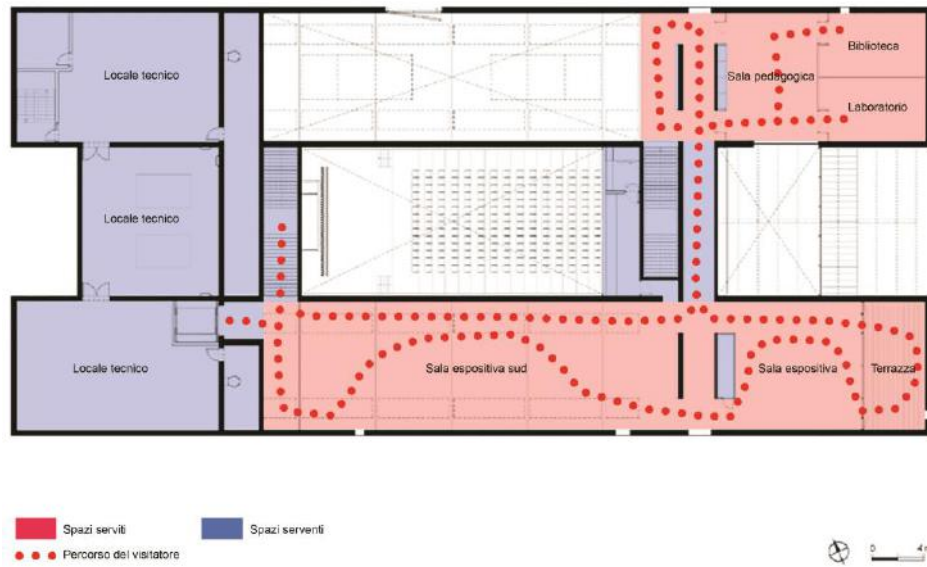 Locale tecnico
Biblioteca
Sala pedagogica
Laboratorio
Locale tecnico
Locale tecnico
Sala espositiva sud
Sala espositiva
Terrazza
Spazi serviti
Spazi serventi
Percorso del visitatore
0 4